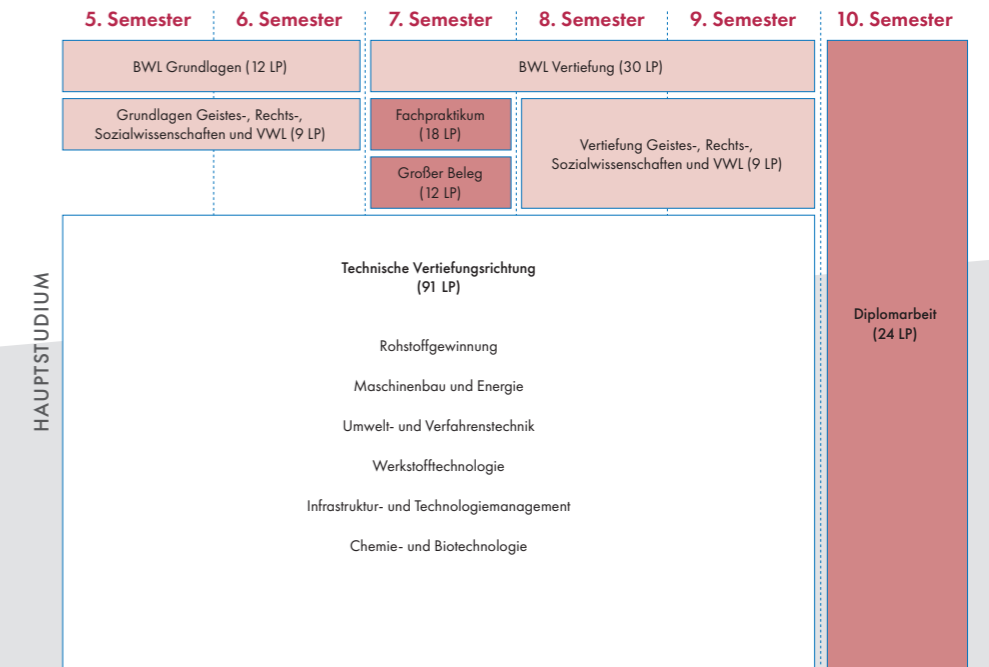 5. Semester
6. Semester
7. Semester
8. Semester
9. Semester
10. Semester
BWL Grundlagen (12 LP)
BWL Vertiefung (30 LP)
Grundlagen Geistes-, Rechts-,
Sozialwissenschaften und VWL (9 LP)
Fachpraktikum
(18 LP)
Vertiefung Geistes-, Rechts-,
Sozialwissenschaften und VWL (9 LP)
Großer Beleg
(12 LP)
HAUPTSTUDIUM
Technische Vertiefungsrichtung
(91 LP)
Rohstoffgewinnung
Maschinenbau und Energie
Umwelt- und Verfahrenstechnik
Werkstofftechnologie
Infrastruktur- und Technologiemanagement
Chemie- und Biotechnologie
Diplomarbeit
(24 LP)